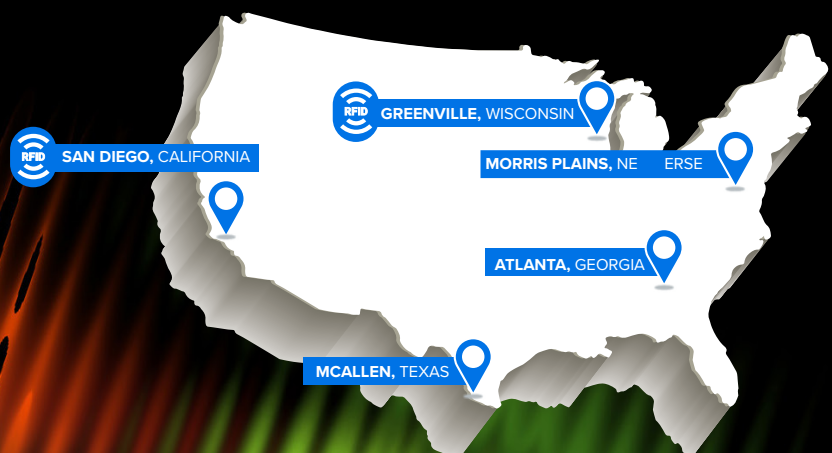 RFID
GREENVILLE, WISCONSIN
RFID
SAN DIEGO, CALIFORNIA
MORRIS PLAINS, NE ERSE
ATLANTA, GEORGIA
MCALLEN, TEXAS